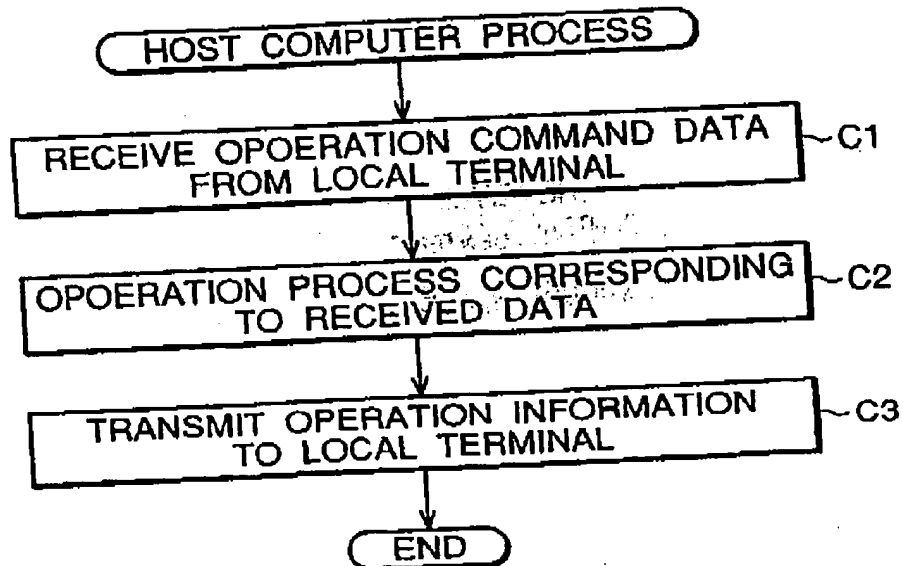 HOST COMPUTER PROCESS
RECEIVE OPOERATION COMMAND DATA
FROM LOCAL TERMINAL
C1
OPOERATION PROCESS CORRESPONDING
TO RECEIVED DATA
C2
TRANSMIT OPERATION INFORMATION
TO LOCAL TERMINAL
C3
END